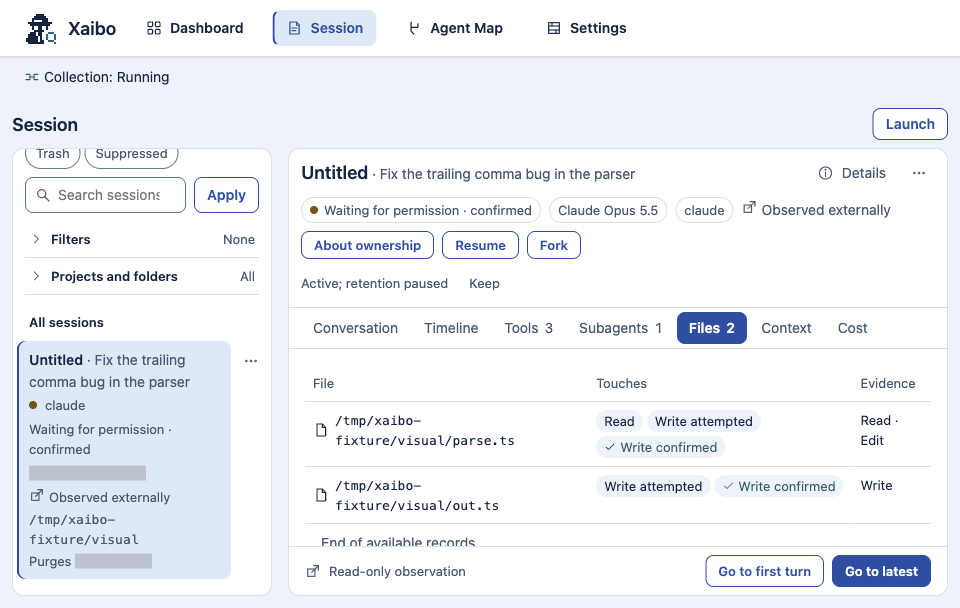 Xaibo
Dashboard
Session
Agent Map
Settings
Collection: Running
Session
Launch
Trash
Suppressed
Search sessions
Apply
Filters
None
Projects and folders
All
All sessions
Untitled · Fix the trailing
comma bug in the parser
claude
Waiting for permission ·
confirmed
Observed externally
/tmp/xaibo-
fixture/visual
Purges
Untitled · Fix the trailing comma bug in the parser
Details
Waiting for permission · confirmed
Claude Opus 5.5
claude
Observed externally
About ownership
Resume
Fork
Active; retention paused
Keep
Conversation
Timeline
Tools 3
Subagents 1
Files 2
Context
Cost
File
Touches
Evidence
/tmp/xaibo-
fixture/visual/parse.ts
Read
Write attempted
Write confirmed
Read ·
Edit
/tmp/xaibo-
fixture/visual/out.ts
Write attempted
Write confirmed
Write
End of available records
Read-only observation
Go to first turn
Go to latest